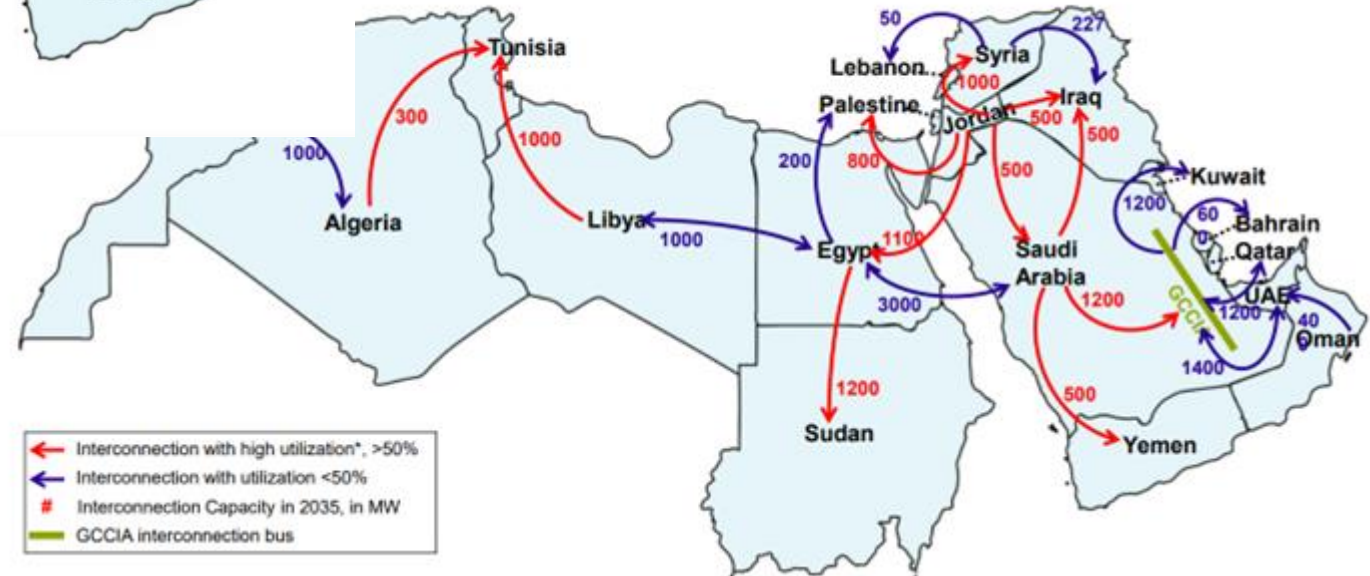 Tunisia
300
1000
1000
Algeria
Libya
1000
50
227
Syria
Lebanon
1000
Palestine
Jordan
Iraq
500
500
200
800
500
Egypt
1100
Saudi
Arabia
3000
1200
Kuwait
1200
60
0
Bahrain
Qatar
UAE
GCCIA
1200
40
Oman
1400
1200
Sudan
500
Yemen
Interconnection with high utilization*, >50%
Interconnection with utilization <50%
# Interconnection Capacity in 2035, in MW
GCCIA interconnection bus